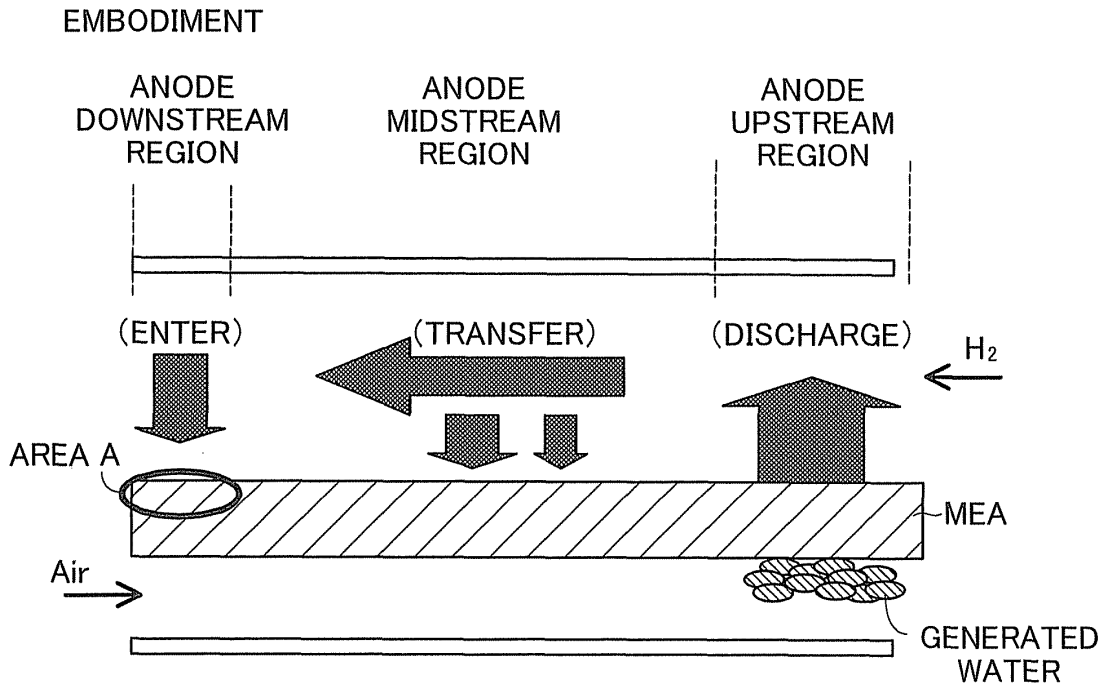 EMBODIMENT
ANODE
DOWNSTREAM
REGION
ANODE
MIDSTREAM
REGION
ANODE
UPSTREAM
REGION
(ENTER)
(TRANSFER)
(DISCHARGE)
H₂
AREA A
MEA
Air
GENERATED
WATER